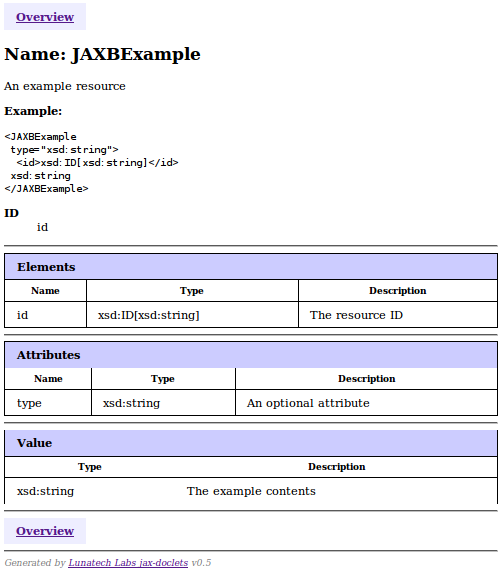 Overview
Name: JAXBExample
An example resource
Example:
<JAXBExample
 type="xsd:string">
  <id>xsd:ID[xsd:string]</id>
 xsd:string
</JAXBExample>
ID
id
Elements
Name Type Description
id xsd:ID[xsd:string] The resource ID
Attributes
Name Type Description
type xsd:string An optional attribute
Value
Type Description
xsd:string The example contents
Overview
Generated by Lunatech Labs jax-doclets v0.5